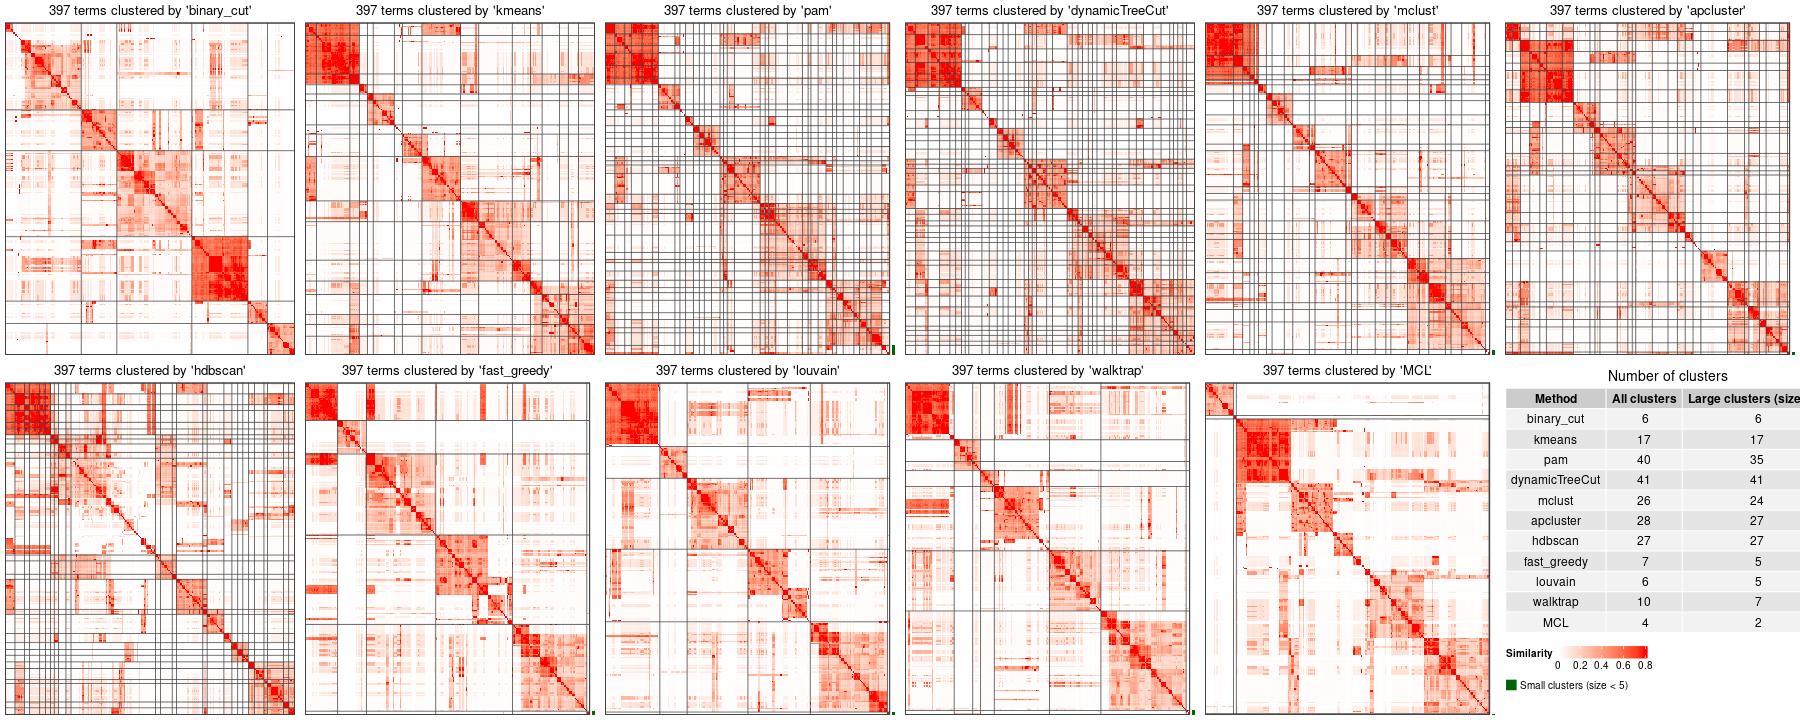 397 terms clustered by 'binary_cut'
397 terms clustered by 'kmeans'
397 terms clustered by 'pam'
397 terms clustered by 'dynamicTreeCut'
397 terms clustered by 'mclust'
397 terms clustered by 'apcluster'
397 terms clustered by 'hdbscan'
397 terms clustered by 'fast_greedy'
397 terms clustered by 'louvain'
397 terms clustered by 'walktrap'
397 terms clustered by 'MCL'
Number of clusters
Method All clusters Large clusters (size
binary_cut 6 6
kmeans 17 17
pam 40 35
dynamicTreeCut 41 41
mclust 26 24
apcluster 28 27
hdbscan 27 27
fast_greedy 7 5
louvain 6 5
walktrap 10 7
MCL 4 2
Similarity
0 0.2 0.4 0.6 0.8
Small clusters (size < 5)